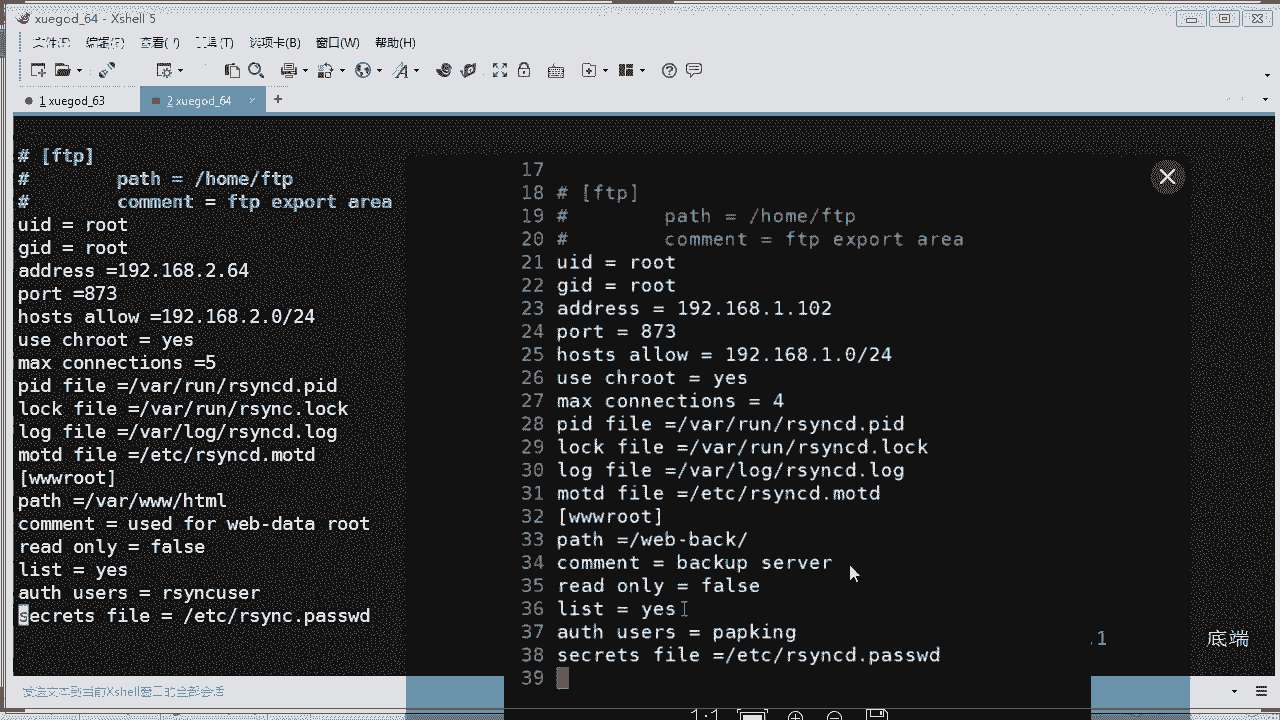 xuegod_64 - Xshell 5
查看(V) 工具(T) 选项卡(B) 窗口(W) 帮助(H)
1 xuegod_63
2 xuegod_64 × +
# [ftp]
#        path = /home/ftp
#        comment = ftp export area
uid = root
gid = root
address =192.168.2.64
port =873
hosts allow =192.168.2.0/24
use chroot = yes
max connections =5
pid file =/var/run/rsyncd.pid
lock file =/var/run/rsync.lock
log file =/var/log/rsyncd.log
motd file =/etc/rsyncd.motd
[wwwroot]
path =/var/www/html
comment = used for web-data root
read only = false
list = yes
auth users = rsyncuser
secrets file = /etc/rsync.passwd
17
18 # [ftp]
19 #        path = /home/ftp
20 #        comment = ftp export area
21 uid = root
22 gid = root
23 address = 192.168.1.102
24 port = 873
25 hosts allow = 192.168.1.0/24
26 use chroot = yes
27 max connections = 4
28 pid file =/var/run/rsyncd.pid
29 lock file =/var/run/rsyncd.lock
30 log file =/var/log/rsyncd.log
31 motd file =/etc/rsyncd.motd
32 [wwwroot]
33 path =/web-back/
34 comment = backup server
35 read only = false
36 list = yes
37 auth users = papking
38 secrets file =/etc/rsyncd.passwd
39
.1 底端
发送文本到当前Xshell窗口的全部会话
1:1